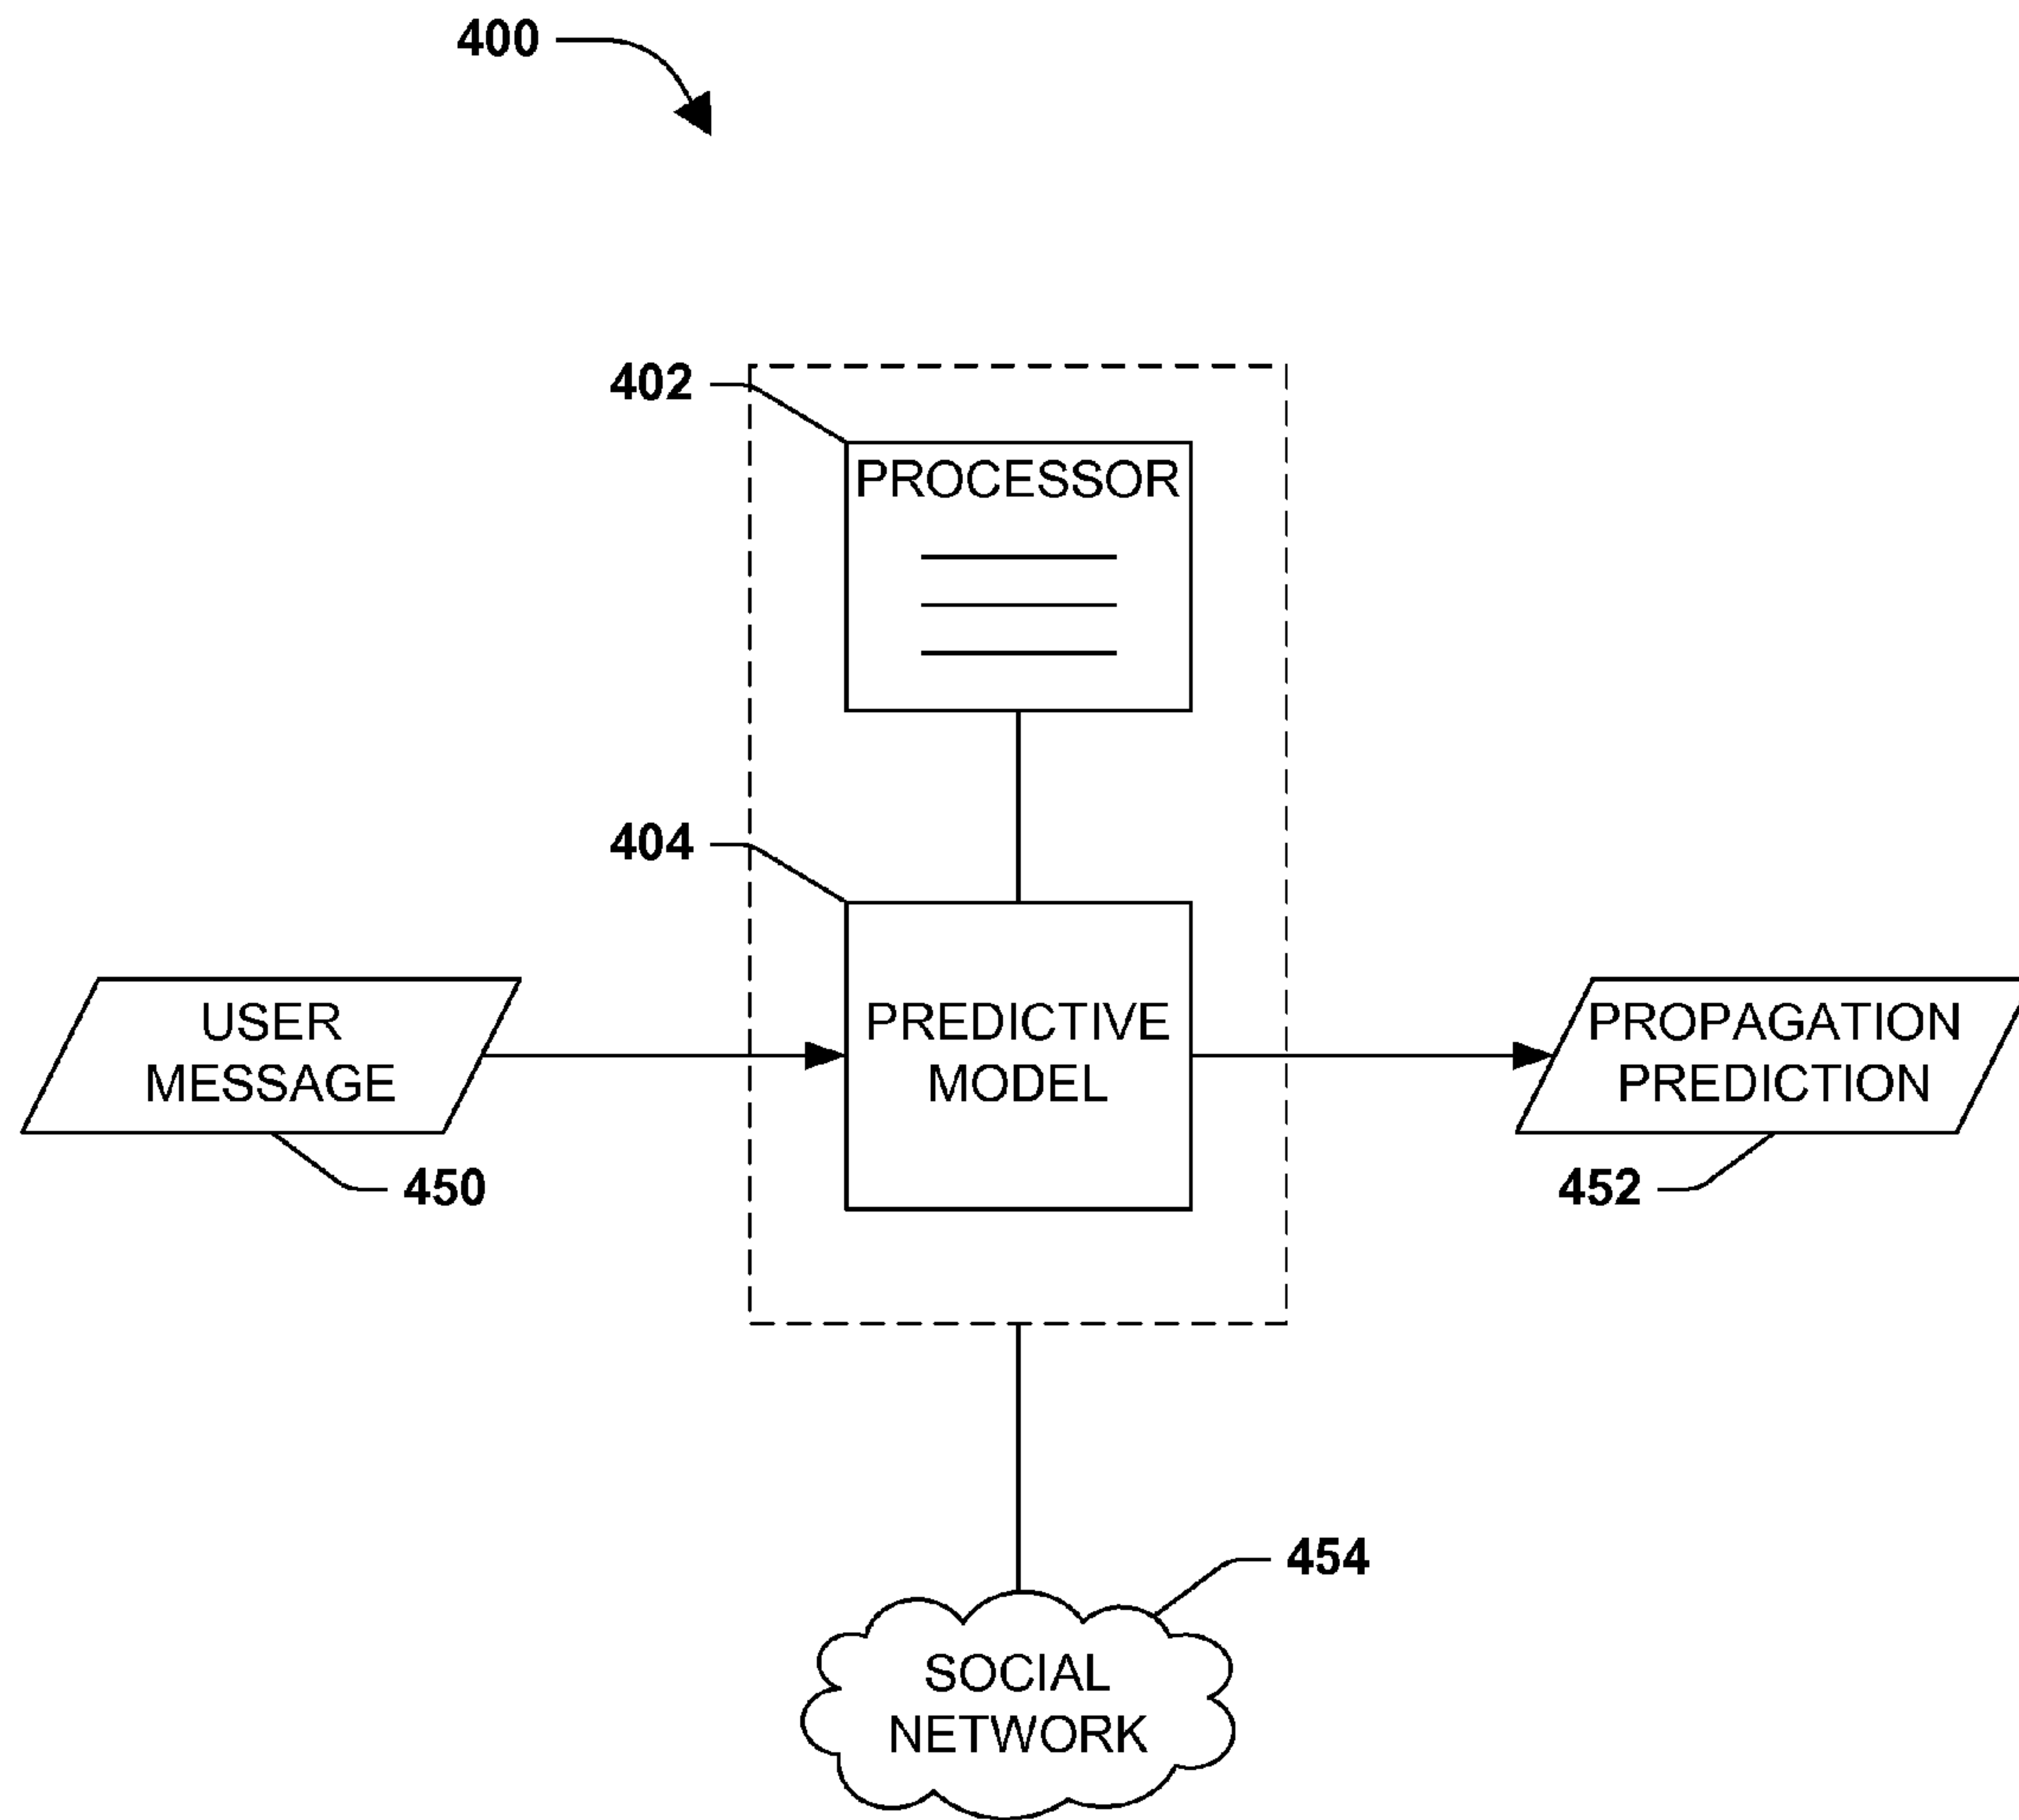 400
402
PROCESSOR
404
PREDICTIVE
MODEL
USER
MESSAGE
450
PROPAGATION
PREDICTION
452
454
SOCIAL
NETWORK